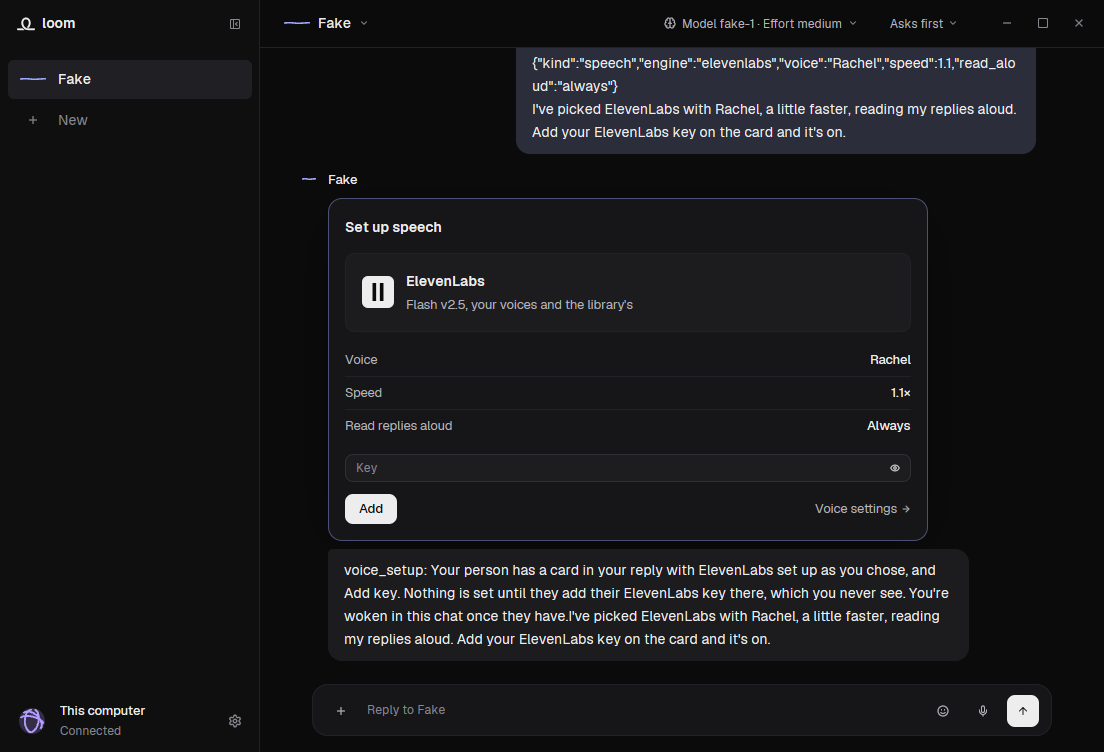 loom
Fake
Model fake-1 · Effort medium
Asks first
Fake
New
{"kind":"speech","engine":"elevenlabs","voice":"Rachel","speed":1.1,"read_alo
ud":"always"}
I've picked ElevenLabs with Rachel, a little faster, reading my replies aloud.
Add your ElevenLabs key on the card and it's on.
Fake
Set up speech
ElevenLabs
Flash v2.5, your voices and the library's
Voice
Rachel
Speed
1.1×
Read replies aloud
Always
Key
Add
Voice settings →
voice_setup: Your person has a card in your reply with ElevenLabs set up as you chose, and
Add key. Nothing is set until they add their ElevenLabs key there, which you never see. You're
woken in this chat once they have.I've picked ElevenLabs with Rachel, a little faster, reading
my replies aloud. Add your ElevenLabs key on the card and it's on.
Reply to Fake
This computer
Connected